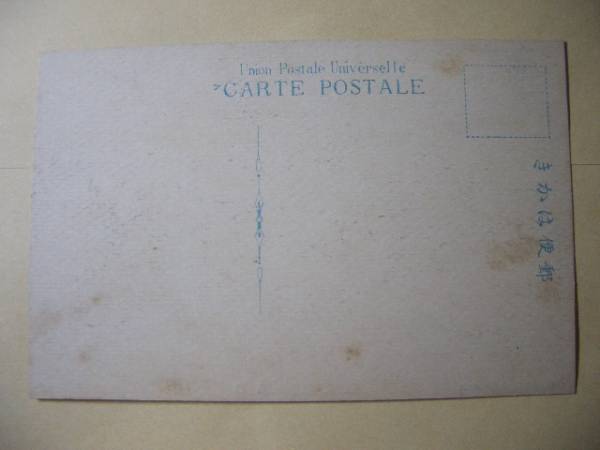 Union Postale Universelle
CARTE POSTALE
きかは便郵